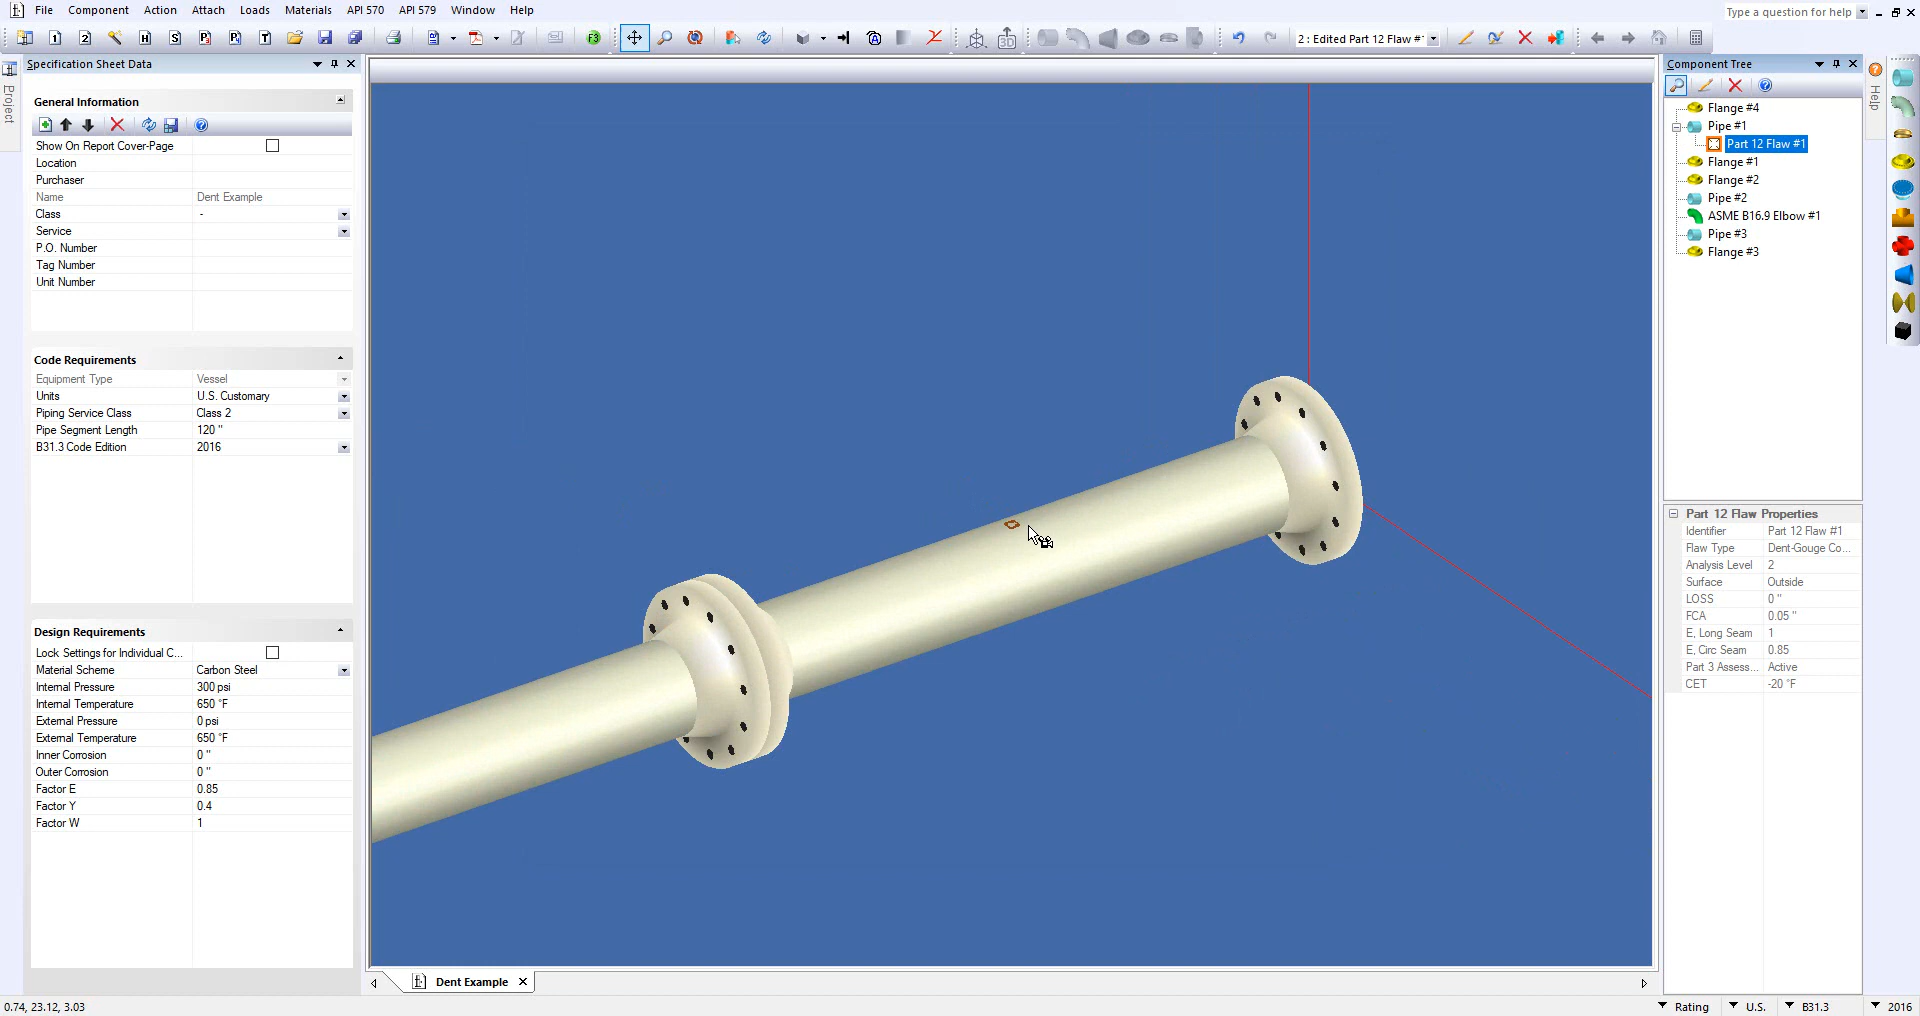 File Component Action Attach Loads Materials API 570 API 579 Window Help
Type a question for help
2 : Edited Part 12 Flaw #
Project
Specification Sheet Data
General Information
Show On Report Cover-Page
Location
Purchaser
Name Dent Example
Class -
Service
P.O. Number
Tag Number
Unit Number
Code Requirements
Equipment Type Vessel
Units U.S. Customary
Piping Service Class Class 2
Pipe Segment Length 120 "
B31.3 Code Edition 2016
Design Requirements
Lock Settings for Individual C...
Material Scheme Carbon Steel
Internal Pressure 300 psi
Internal Temperature 650 °F
External Pressure 0 psi
External Temperature 650 °F
Inner Corrosion 0 "
Outer Corrosion 0 "
Factor E 0.85
Factor Y 0.4
Factor W 1
Dent Example
Component Tree
Flange #4
Pipe #1
Part 12 Flaw #1
Flange #1
Flange #2
Pipe #2
ASME B16.9 Elbow #1
Pipe #3
Flange #3
Part 12 Flaw Properties
Identifier Part 12 Flaw #1
Flaw Type Dent-Gouge Co...
Analysis Level 2
Surface Outside
LOSS 0 "
FCA 0.05 "
E, Long Seam 1
E, Circ Seam 0.85
Part 3 Assess... Active
CET -20 °F
Help
0.74, 23.12, 3.03
Rating U.S. B31.3 2016